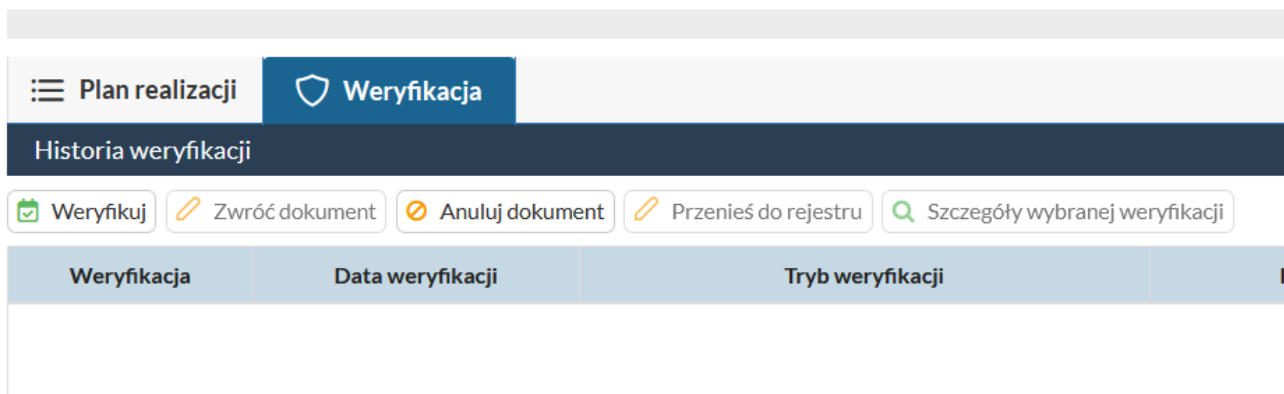 Plan realizacji Weryfikacja
Historia weryfikacji
Weryfikuj Zwróć dokument Anuluj dokument Przenieś do rejestru Szczegóły wybranej weryfikacji
Weryfikacja Data weryfikacji Tryb weryfikacji